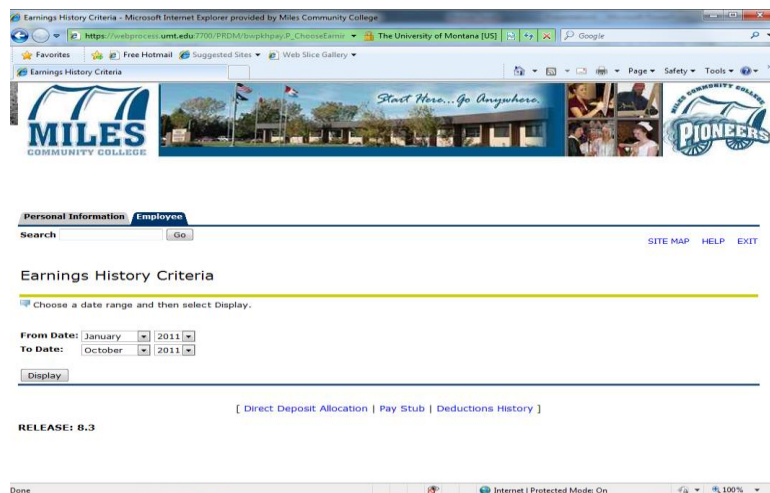 Earnings History Criteria - Microsoft Internet Explorer provided by Miles Community College
https://webprocess.umt.edu:7700/PRDM/bwpkhpay.P_ChooseEarnir The University of Montana [US] Google
Favorites Free Hotmail Suggested Sites Web Slice Gallery
Earnings History Criteria Page Safety Tools
Start Here...Go Anywhere.
MILES
COMMUNITY COLLEGE
MILES COMMUNITY COLLEGE
PIONEERS
Personal Information Employee
Search Go
SITE MAP HELP EXIT
Earnings History Criteria
Choose a date range and then select Display.
From Date: January 2011
To Date: October 2011
Display
[ Direct Deposit Allocation | Pay Stub | Deductions History ]
RELEASE: 8.3
Done Internet | Protected Mode: On 100%